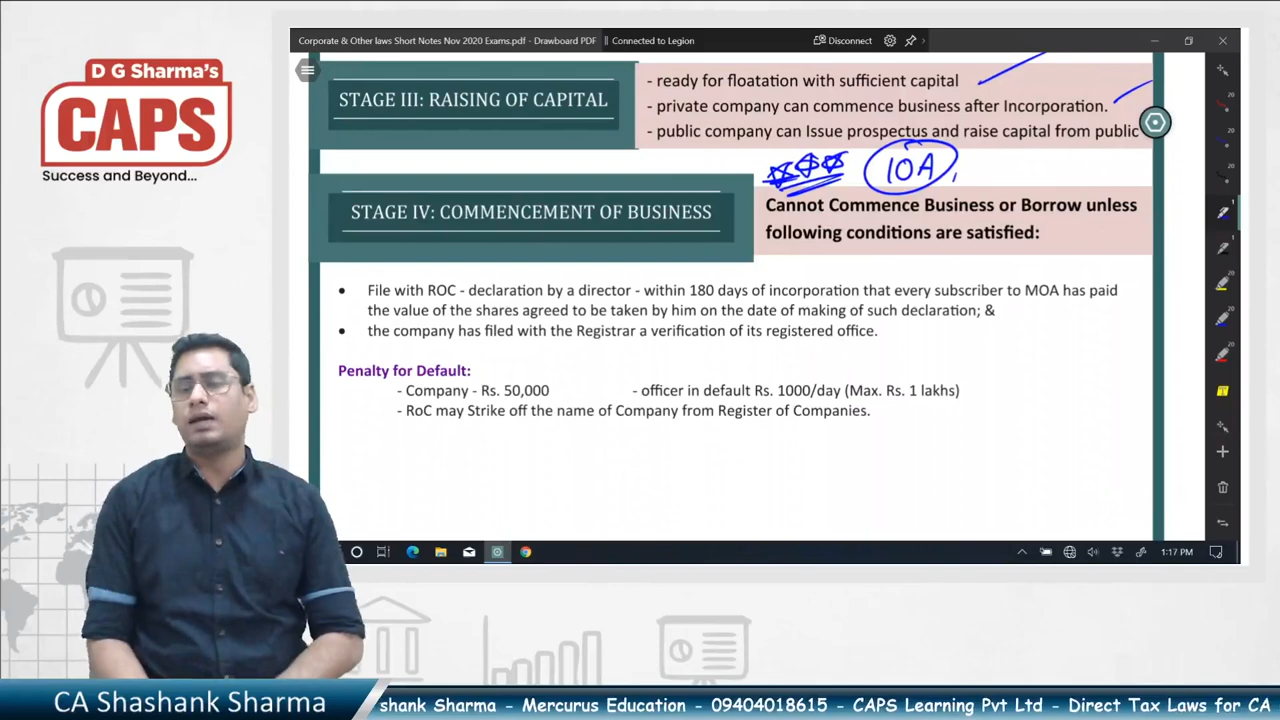 D G Sharma's
CAPS
Success and Beyond...
Corporate & Other laws Short Notes Nov 2020 Exams.pdf - Drawboard PDF
Connected to Legion
Disconnect
STAGE III: RAISING OF CAPITAL
- ready for floatation with sufficient capital
- private company can commence business after Incorporation.
- public company can Issue prospectus and raise capital from public
10A
STAGE IV: COMMENCEMENT OF BUSINESS
Cannot Commence Business or Borrow unless
following conditions are satisfied:
• File with ROC - declaration by a director - within 180 days of incorporation that every subscriber to MOA has paid
the value of the shares agreed to be taken by him on the date of making of such declaration; &
• the company has filed with the Registrar a verification of its registered office.
Penalty for Default:
- Company - Rs. 50,000 - officer in default Rs. 1000/day (Max. Rs. 1 lakhs)
- RoC may Strike off the name of Company from Register of Companies.
1:17 PM
CA Shashank Sharma
shank Sharma - Mercurus Education - 09404018615 - CAPS Learning Pvt Ltd - Direct Tax Laws for CA